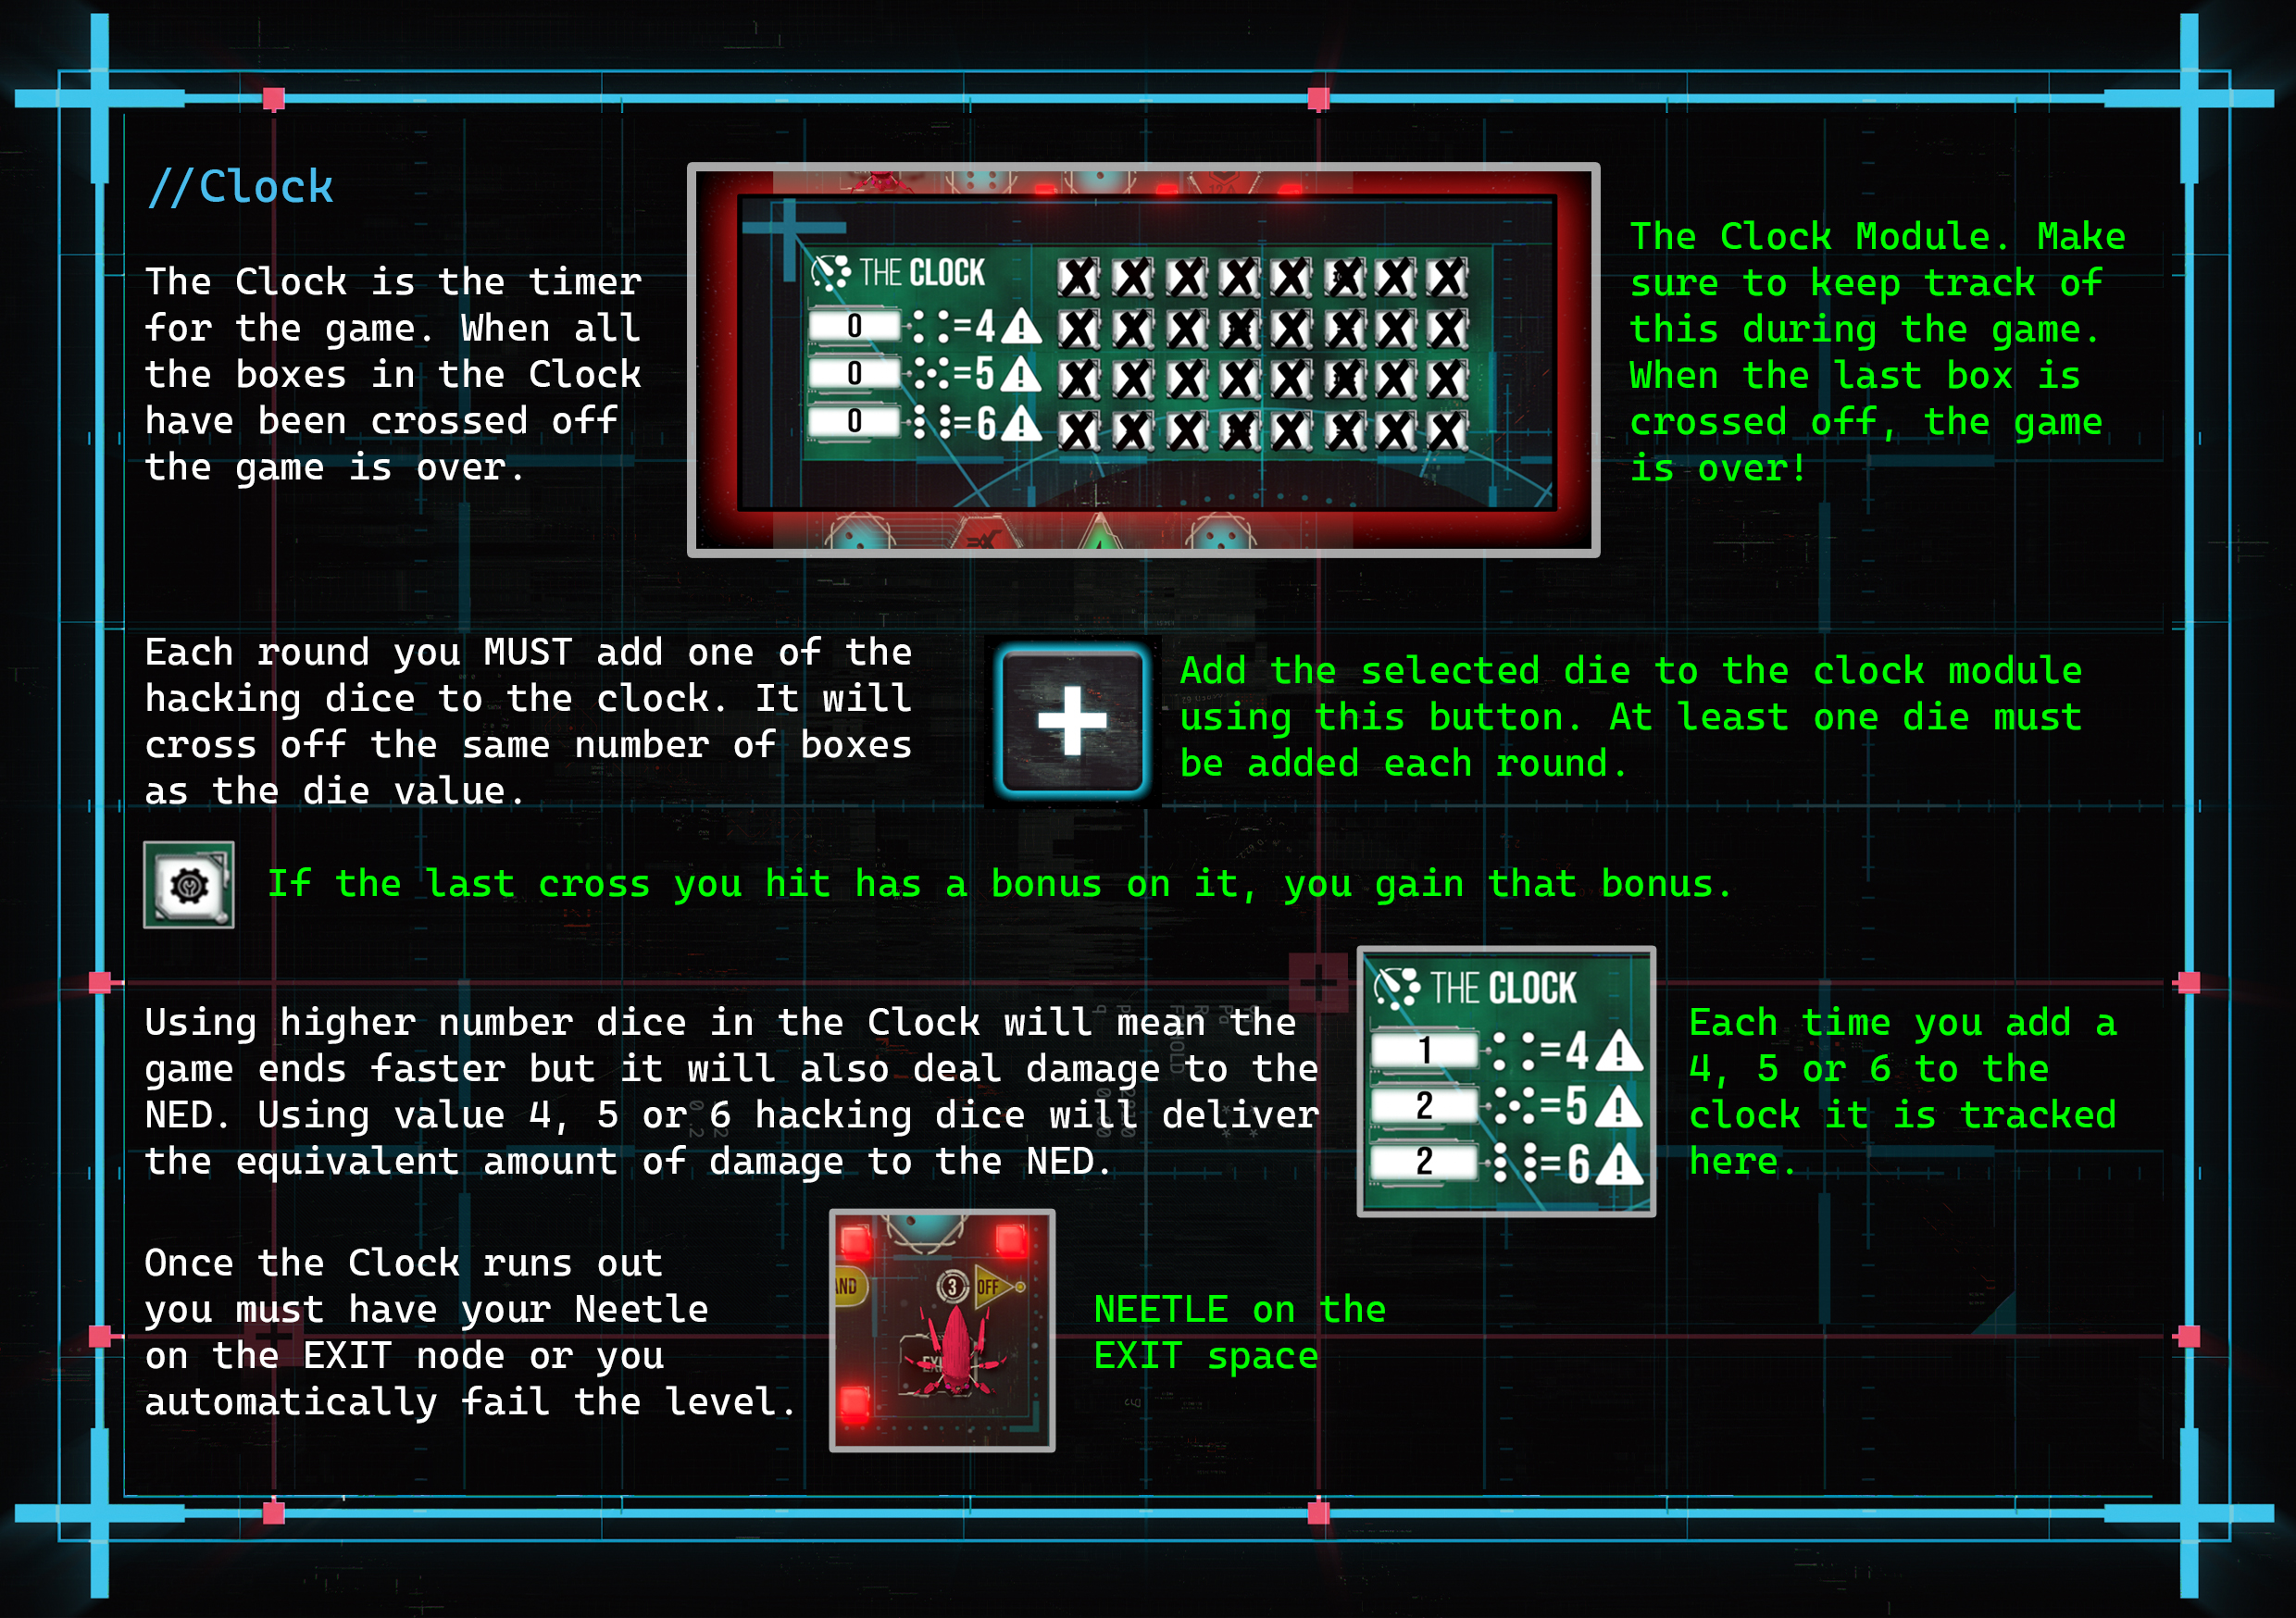 //Clock
The Clock is the timer
for the game. When all
the boxes in the Clock
have been crossed off
the game is over.
THE CLOCK
0 =4
0 =5
0 =6
The Clock Module. Make
sure to keep track of
this during the game.
When the last box is
crossed off, the game
is over!
Each round you MUST add one of the
hacking dice to the clock. It will
cross off the same number of boxes
as the die value.
Add the selected die to the clock module
using this button. At least one die must
be added each round.
If the last cross you hit has a bonus on it, you gain that bonus.
Using higher number dice in the Clock will mean the
game ends faster but it will also deal damage to the
NED. Using value 4, 5 or 6 hacking dice will deliver
the equivalent amount of damage to the NED.
THE CLOCK
1 =4
2 =5
2 =6
Each time you add a
4, 5 or 6 to the
clock it is tracked
here.
Once the Clock runs out
you must have your Neetle
on the EXIT node or you
automatically fail the level.
3 OFF
NEETLE on the
EXIT space